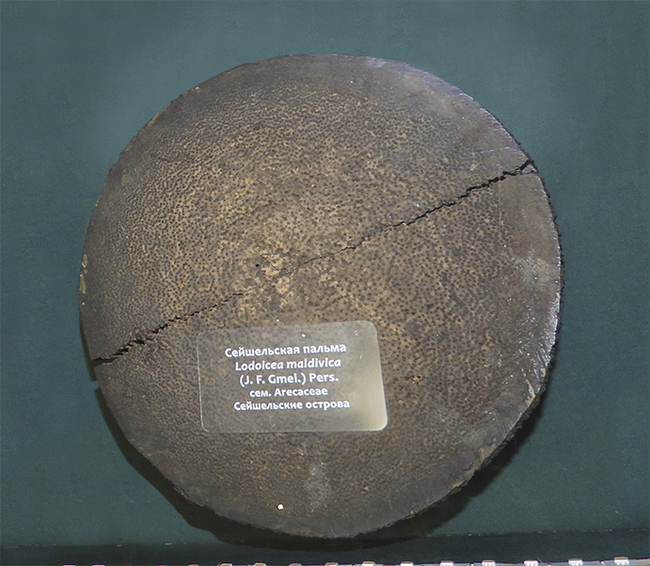 Сейшельская пальма
Lodoicea maldivica
(J. F. Gmel.) Pers.
сем. Arecaceae
Сейшельские острова